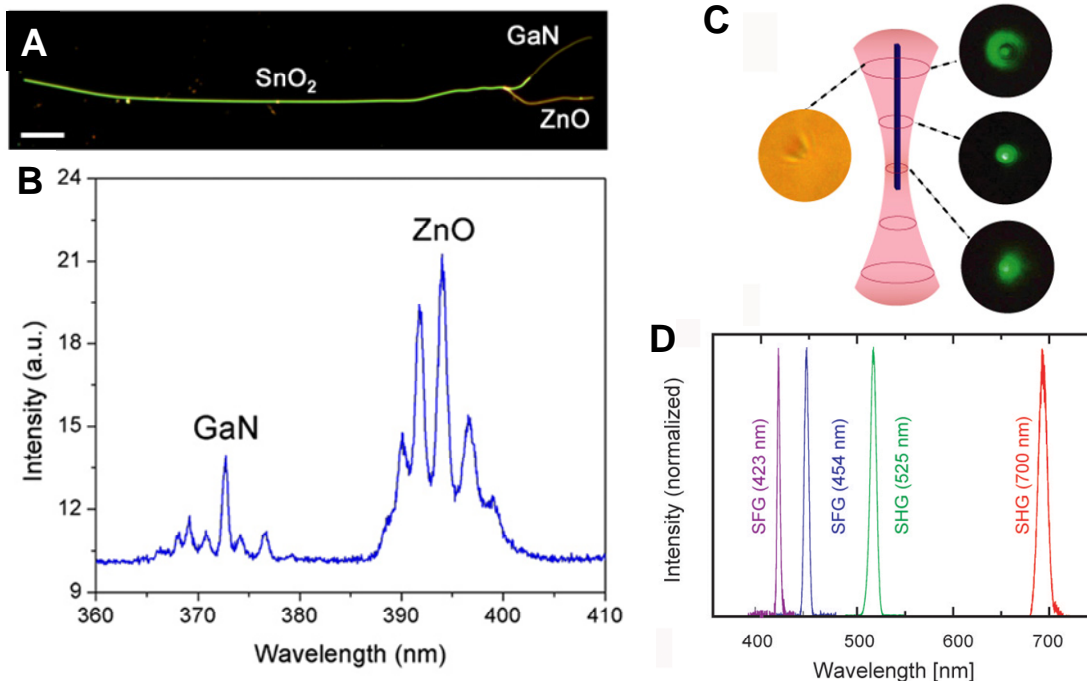 A
GaN
SnO₂
ZnO
B
24
21
18
15
12
9
Intensity (a.u.)
GaN
ZnO
360
370
380
390
400
410
Wavelength (nm)
C
D
Intensity (normalized)
SFG (423 nm)
SFG (454 nm)
SHG (525 nm)
SHG (700 nm)
400
500
600
700
Wavelength [nm]